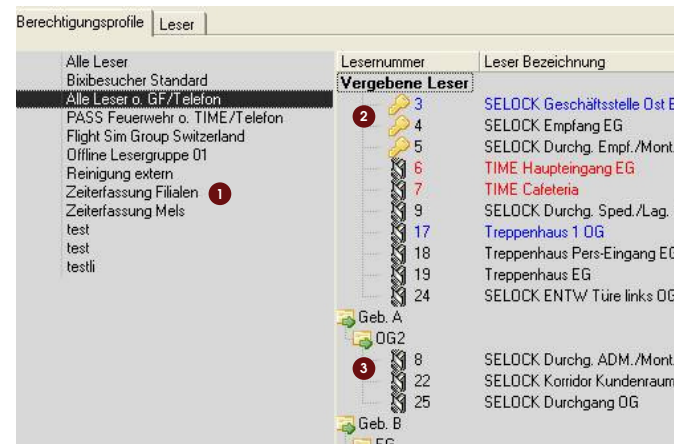 Berechtigungsprofile Leser
Alle Leser
Bixibesucher Standard
Alle Leser o. GF/Telefon
PASS Feuerwehr o. TIME/Telefon
Flight Sim Group Switzerland
Offline Lesergruppe 01
Reinigung extern
Zeiterfassung Filialen 1
Zeiterfassung Mels
test
test
testli
Lesernummer Leser Bezeichnung
Vergebene Leser
2
3 SELOCK Geschäftsstelle Ost
4 SELOCK Empfang EG
5 SELOCK Durchg. Empf./Mont.
6 TIME Haupteingang EG
7 TIME Cafeteria
9 SELOCK Durchg. Sped./Lag.
17 Treppenhaus 1 OG
18 Treppenhaus Pers-Eingang EG
19 Treppenhaus EG
24 SELOCK ENTW Türe links OG
Geb. A
OG2
3
8 SELOCK Durchg. ADM./Mont.
22 SELOCK Korridor Kundenraum
25 SELOCK Durchgang OG
Geb. B
EG